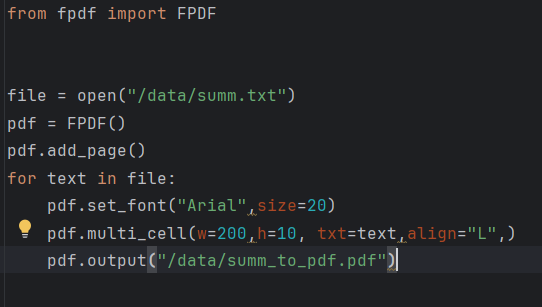 from fpdf import FPDF
file = open("/data/summ.txt")
pdf = FPDF()
pdf.add_page()
for text in file:
    pdf.set_font("Arial",size=20)
    pdf.multi_cell(w=200,h=10, txt=text,align="L",)
    pdf.output("/data/summ_to_pdf.pdf")